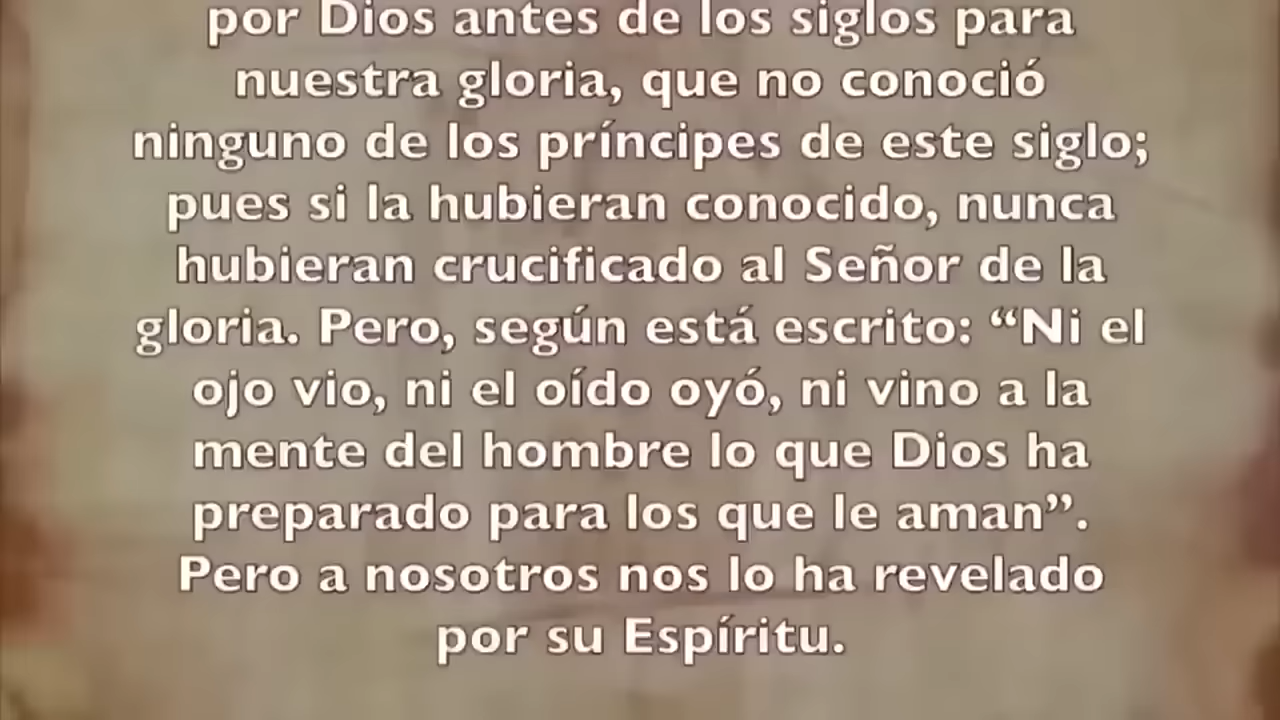 por Dios antes de los siglos para
nuestra gloria, que no conoció
ninguno de los príncipes de este siglo;
pues si la hubieran conocido, nunca
hubieran crucificado al Señor de la
gloria. Pero, según está escrito: “Ni el
ojo vio, ni el oído oyó, ni vino a la
mente del hombre lo que Dios ha
preparado para los que le aman”.
Pero a nosotros nos lo ha revelado
por su Espíritu.